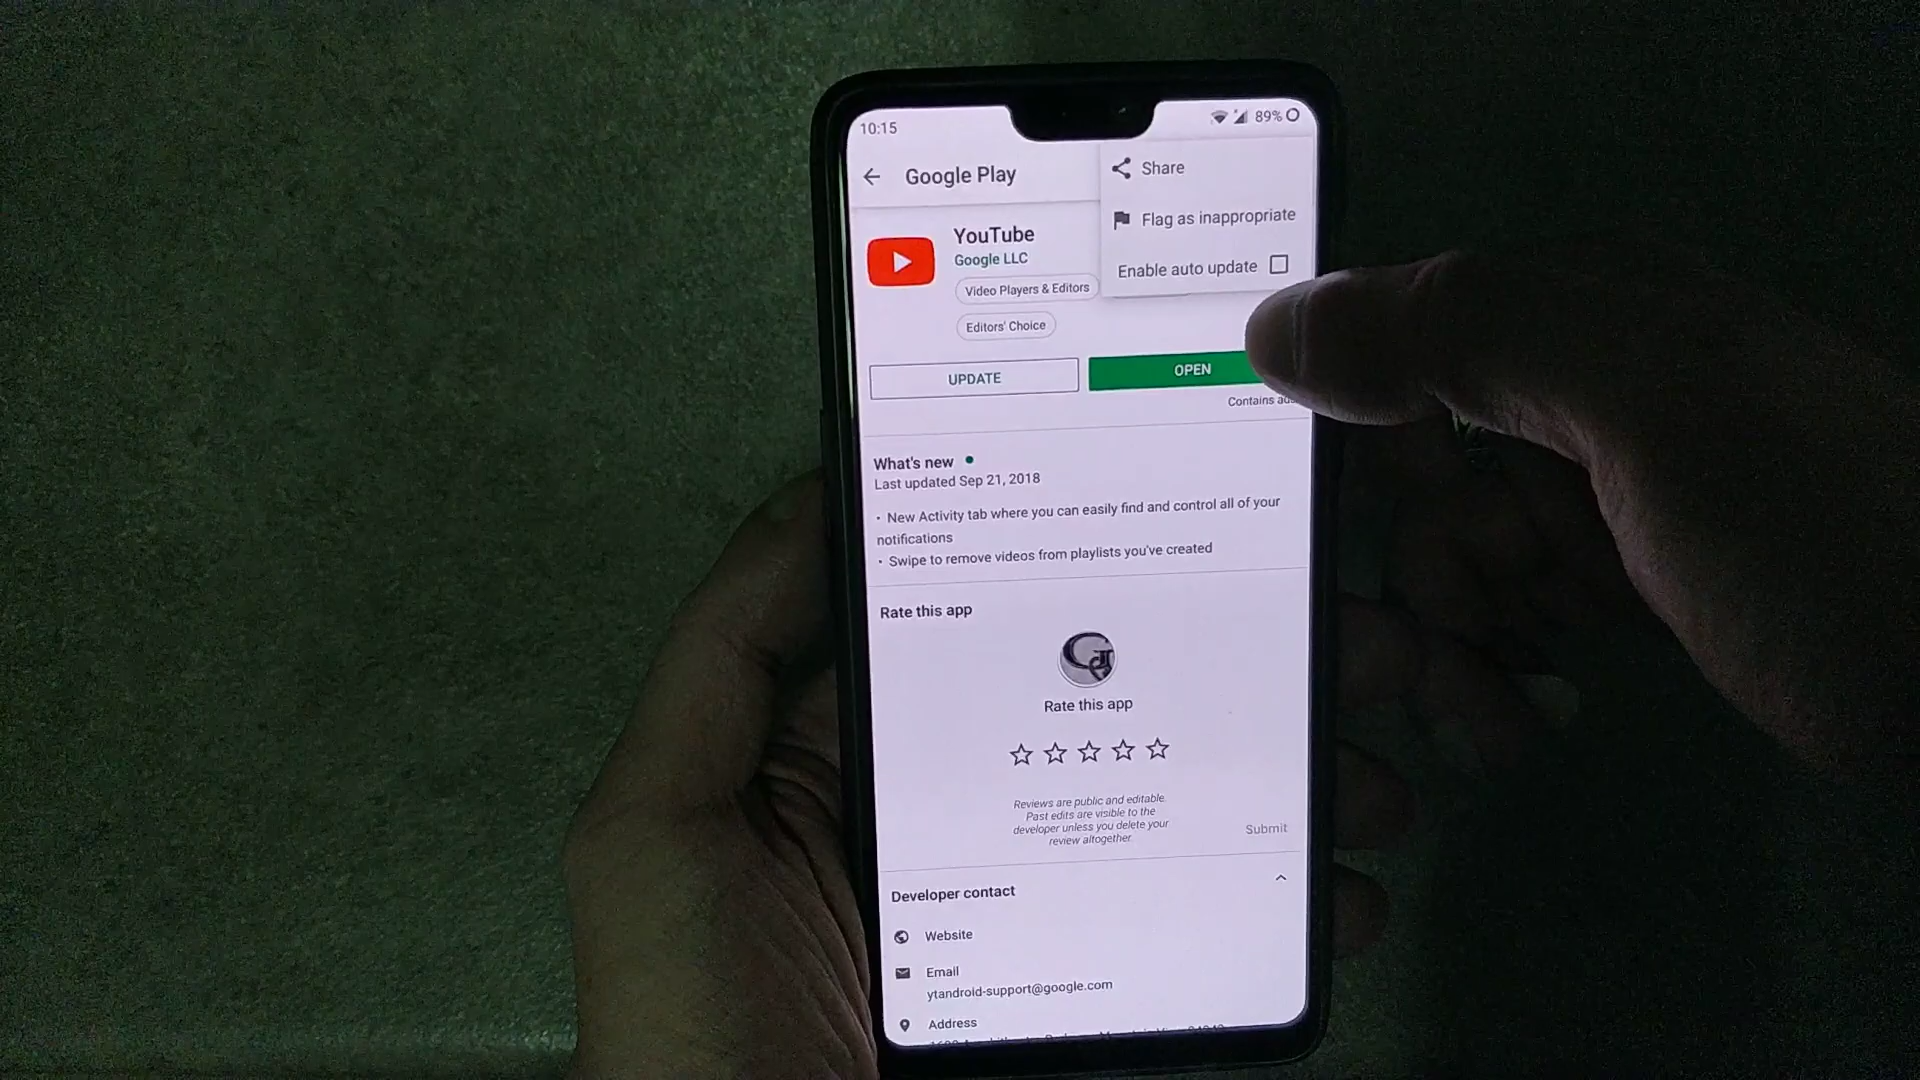 10:15
89%
Google Play
Share
Flag as inappropriate
Enable auto update
YouTube
Google LLC
Video Players & Editors
Editors' Choice
UPDATE
OPEN
Contains
What's new
Last updated Sep 21, 2018
• New Activity tab where you can easily find and control all of your
notifications
• Swipe to remove videos from playlists you've created
Rate this app
Rate this app
Reviews are public and editable.
Past edits are visible to the
developer unless you delete your
review altogether.
Submit
Developer contact
Website
Email
ytandroid-support@google.com
Address